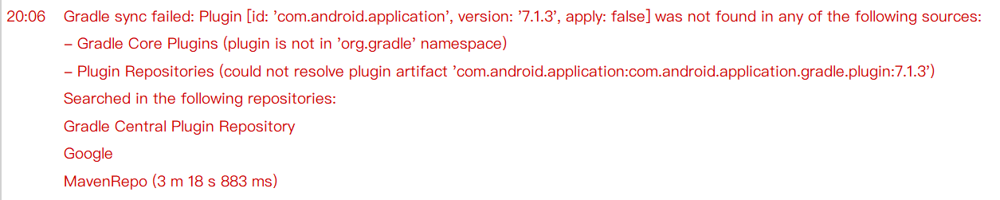 20:06 Gradle sync failed: Plugin [id: ’com.android.application’, version: ’7.1.3’, apply: false] was not found in any of the following sources:
– Gradle Core Plugins (plugin is not in ’org.gradle’ namespace)
– Plugin Repositories (could not resolve plugin artifact ’com.android.application:com.android.application.gradle.plugin:7.1.3’)
Searched in the following repositories:
Gradle Central Plugin Repository
Google
MavenRepo (3 m 18 s 883 ms)